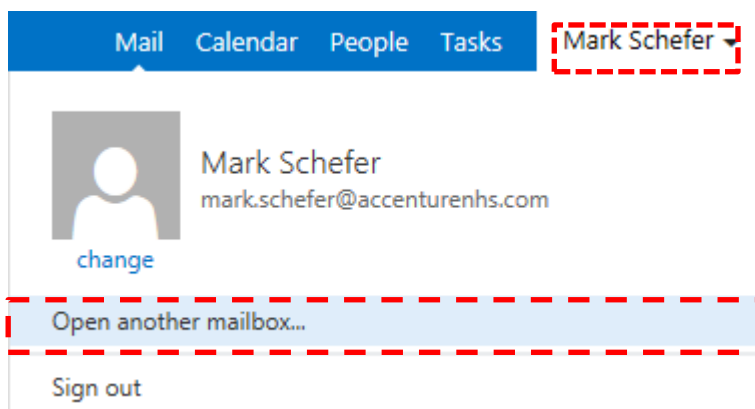 Mail Calendar People Tasks Mark Schefer
Mark Schefer
mark.schefer@accenturenhs.com
change
Open another mailbox...
Sign out